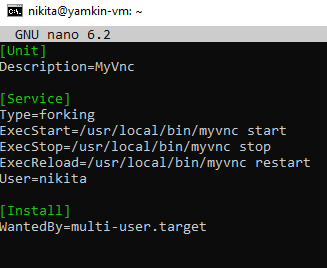 nikita@yamkin-vm: ~
GNU nano 6.2
[Unit]
Description=MyVnc
[Service]
Type=forking
ExecStart=/usr/local/bin/myvnc start
ExecStop=/usr/local/bin/myvnc stop
ExecReload=/usr/local/bin/myvnc restart
User=nikita
[Install]
WantedBy=multi-user.target